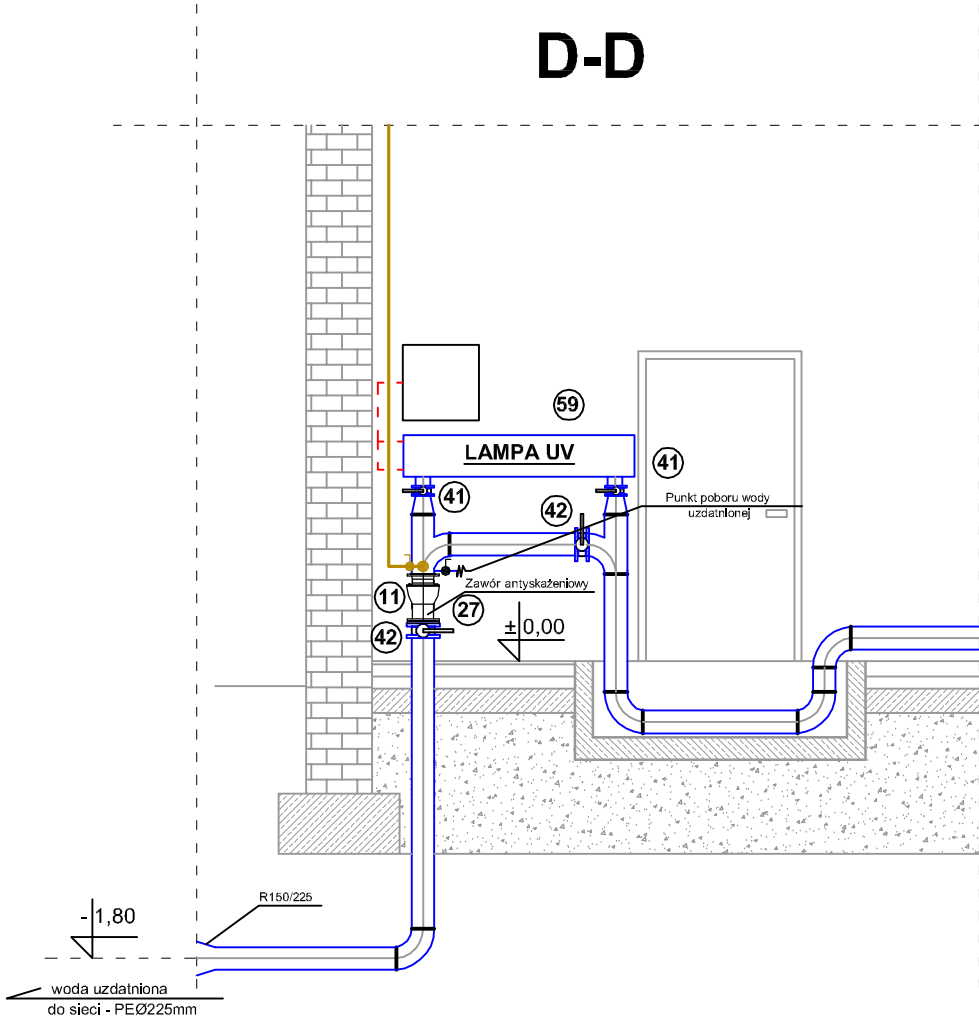 D-D
59
LAMPA UV
41
41
Punkt poboru wody
uzdatnionej
42
Zawór antyskażeniowy
11
27
42
±0,00
R150/225
-1,80
woda uzdatniona
do sieci - PEØ225mm